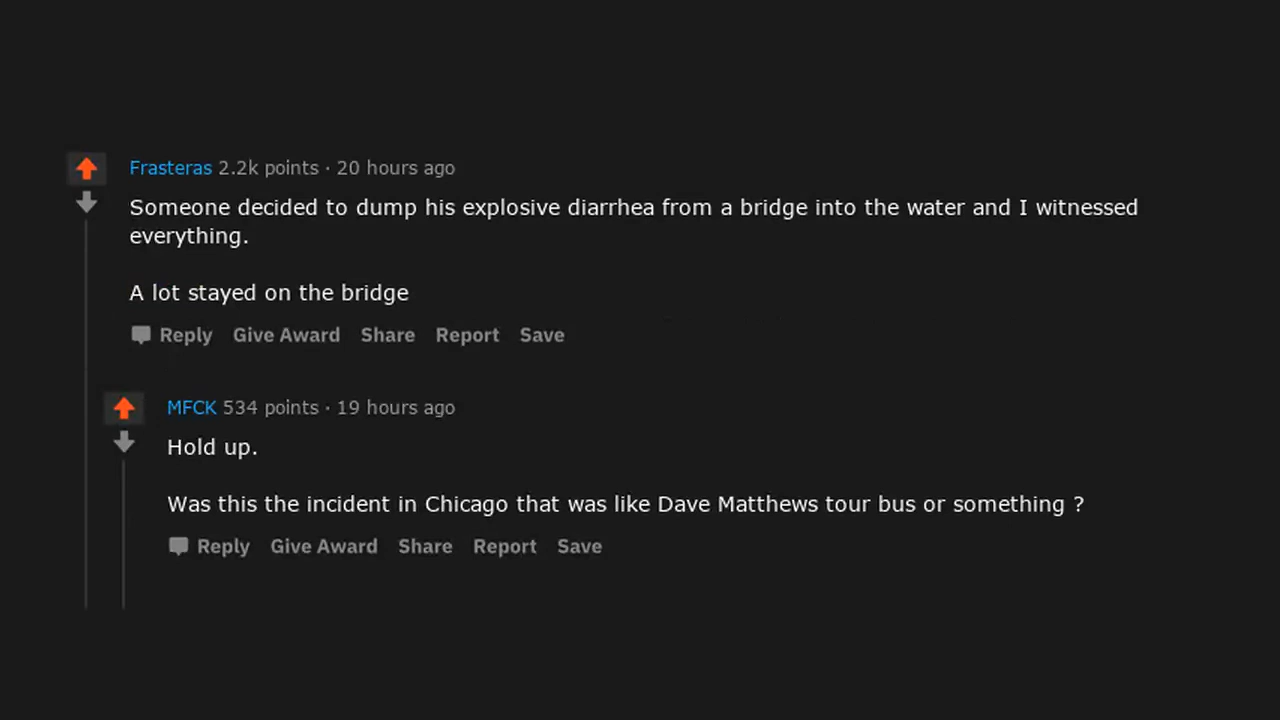 Frasteras 2.2k points · 20 hours ago
Someone decided to dump his explosive diarrhea from a bridge into the water and I witnessed
everything.
A lot stayed on the bridge
Reply Give Award Share Report Save
MFCK 534 points · 19 hours ago
Hold up.
Was this the incident in Chicago that was like Dave Matthews tour bus or something ?
Reply Give Award Share Report Save